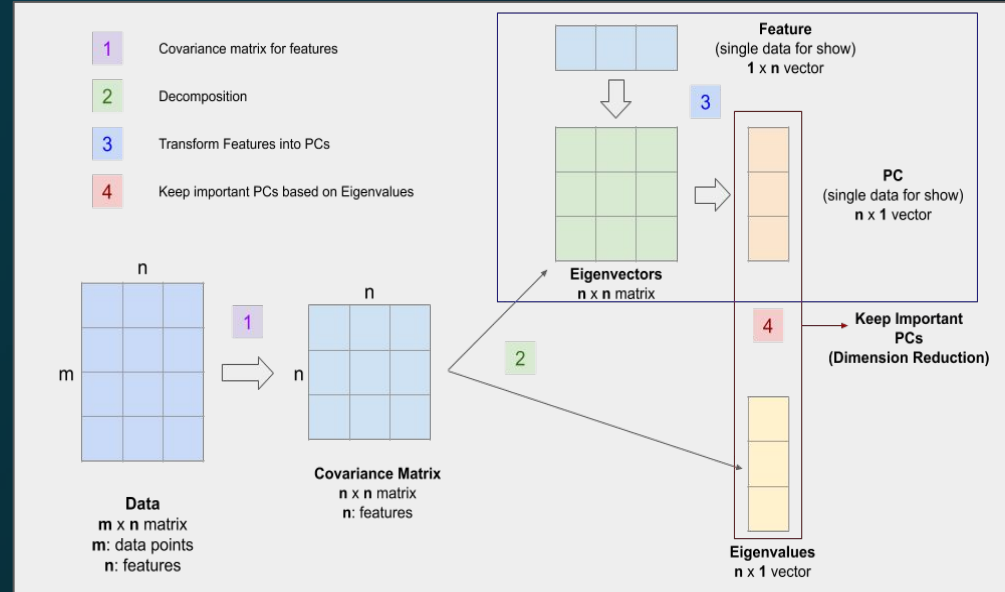 1 Covariance matrix for features
2 Decomposition
3 Transform Features into PCs
4 Keep important PCs based on Eigenvalues
Feature
(single data for show)
1 x n vector
3
PC
(single data for show)
n x 1 vector
Eigenvectors
n x n matrix
n
m
1
n
n
2
4
Keep Important
PCs
(Dimension Reduction)
Data
m x n matrix
m: data points
n: features
Covariance Matrix
n x n matrix
n: features
Eigenvalues
n x 1 vector